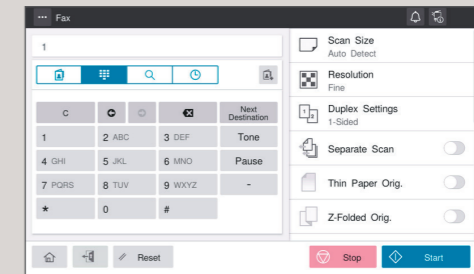 Fax
1
Scan Size
Auto Detect
Resolution
Fine
Duplex Settings
1-Sided
Separate Scan
Thin Paper Orig.
Z-Folded Orig.
C
Next
Destination
1
2 ABC
3 DEF
Tone
4 GHI
5 JKL
6 MNO
Pause
7 PQRS
8 TUV
9 WXYZ
-
*
0
#
Reset
Stop
Start